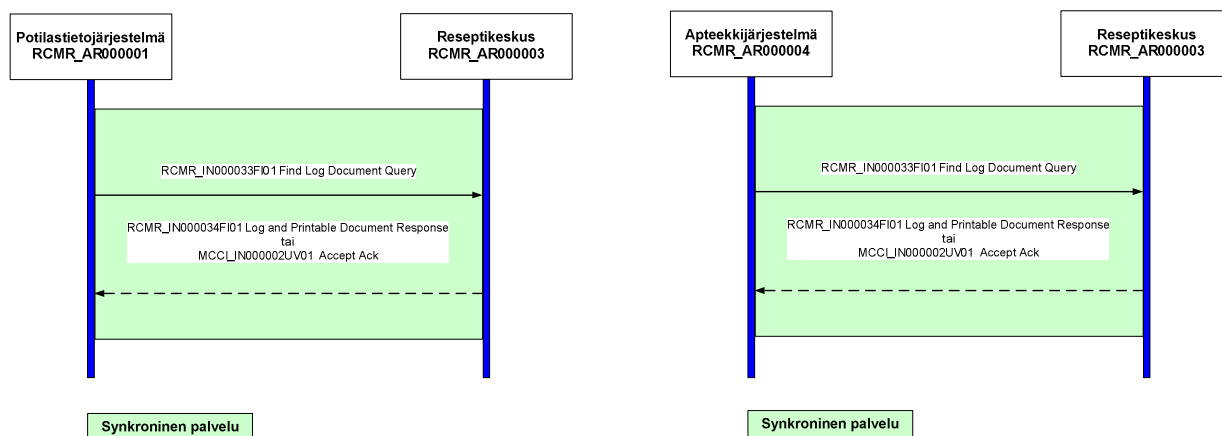 Potilastietojärjestelmä
RCMR_AR000001
Reseptikeskus
RCMR_AR000003
RCMR_IN000033FI01 Find Log Document Query
RCMR_IN000034FI01 Log and Printable Document Response
tai
MCCI_IN000002UV01 Accept Ack
Synkroninen palvelu
Apteekkijärjestelmä
RCMR_AR000004
Reseptikeskus
RCMR_AR000003
RCMR_IN000033FI01 Find Log Document Query
RCMR_IN000034FI01 Log and Printable Document Response
tai
MCCI_IN000002UV01 Accept Ack
Synkroninen palvelu